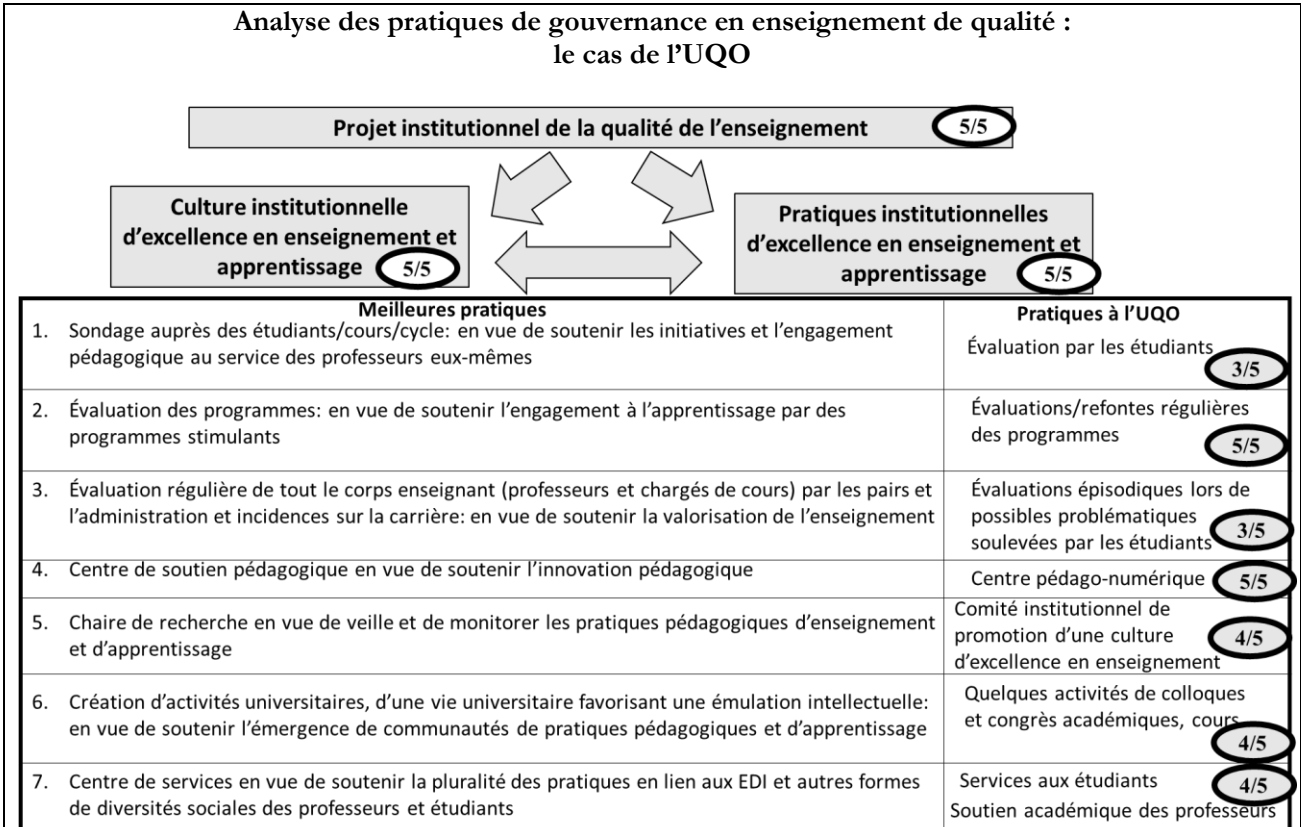 Analyse des pratiques de gouvernance en enseignement de qualité :
le cas de l'UQO
Projet institutionnel de la qualité de l'enseignement 5/5
Culture institutionnelle
d'excellence en enseignement et
apprentissage 5/5
Pratiques institutionnelles
d'excellence en enseignement et
apprentissage 5/5
Meilleures pratiques
Pratiques à l'UQO
1. Sondage auprès des étudiants/cours/cycle: en vue de soutenir les initiatives et l'engagement
pédagogique au service des professeurs eux-mêmes
Évaluation par les étudiants
3/5
2. Évaluation des programmes: en vue de soutenir l'engagement à l'apprentissage par des
programmes stimulants
Évaluations/refontes régulières
des programmes
5/5
3. Évaluation régulière de tout le corps enseignant (professeurs et chargés de cours) par les pairs et
l'administration et incidences sur la carrière: en vue de soutenir la valorisation de l'enseignement
Évaluations épisodiques lors de
possibles problématiques
soulevées par les étudiants
3/5
4. Centre de soutien pédagogique en vue de soutenir l'innovation pédagogique
Centre pédago-numérique 5/5
5. Chaire de recherche en vue de veille et de monitorer les pratiques pédagogiques d'enseignement
et d'apprentissage
Comité institutionnel de
promotion d'une culture
d'excellence en enseignement
4/5
6. Création d'activités universitaires, d'une vie universitaire favorisant une émulation intellectuelle:
en vue de soutenir l'émergence de communautés de pratiques pédagogiques et d'apprentissage
Quelques activités de colloques
et congrès académiques, cours
4/5
7. Centre de services en vue de soutenir la pluralité des pratiques en lien aux EDI et autres formes
de diversités sociales des professeurs et étudiants
Services aux étudiants 4/5
Soutien académique des professeurs